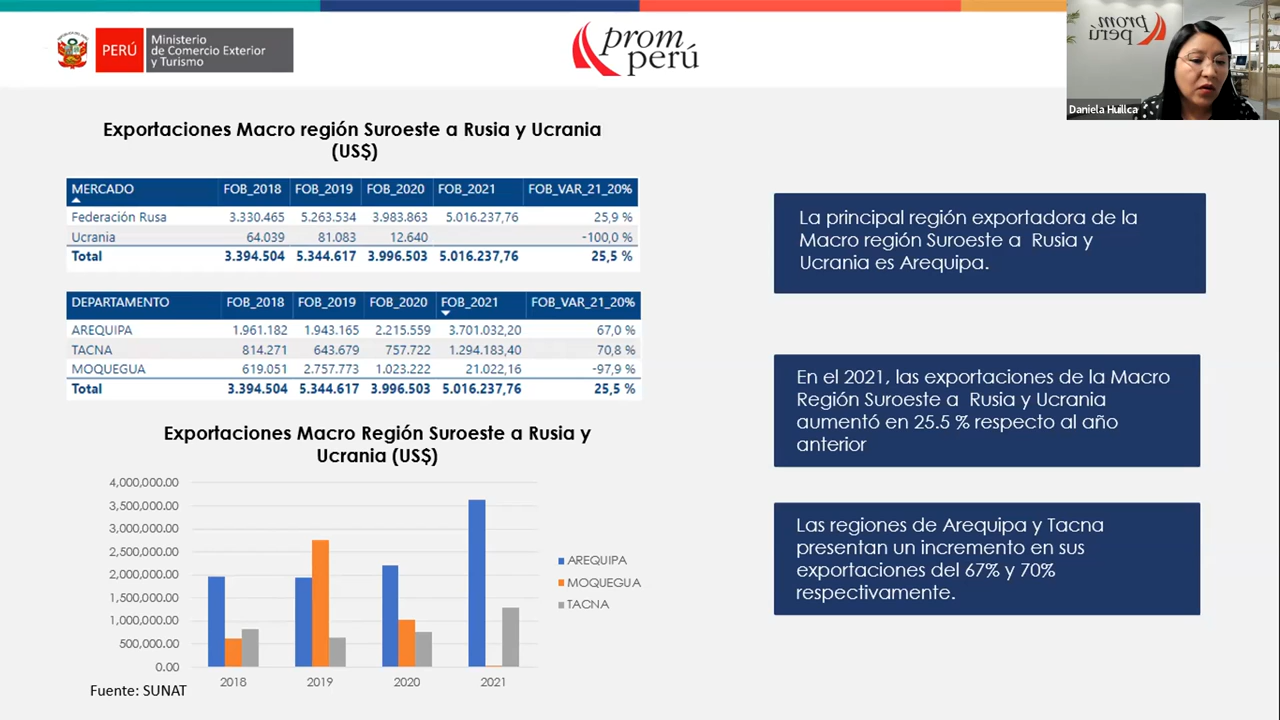 PERÚ
Ministerio
de Comercio Exterior
y Turismo
prom
perú
prom
perú
Daniela Huillca
Exportaciones Macro región Suroeste a Rusia y Ucrania
(US$)
MERCADO FOB_2018 FOB_2019 FOB_2020 FOB_2021 FOB_VAR_21_20%
Federación Rusa 3.330.465 5.263.534 3.983.863 5.016.237,76 25,9 %
Ucrania 64.039 81.083 12.640 -100,0 %
Total 3.394.504 5.344.617 3.996.503 5.016.237,76 25,5 %
DEPARTAMENTO FOB_2018 FOB_2019 FOB_2020 FOB_2021 FOB_VAR_21_20%
AREQUIPA 1.961.182 1.943.165 2.215.559 3.701.032,20 67,0 %
TACNA 814.271 643.679 757.722 1.294.183,40 70,8 %
MOQUEGUA 619.051 2.757.773 1.023.222 21.022,16 -97,9 %
Total 3.394.504 5.344.617 3.996.503 5.016.237,76 25,5 %
Exportaciones Macro Región Suroeste a Rusia y
Ucrania (US$)
4,000,000.00
3,500,000.00
3,000,000.00
2,500,000.00
2,000,000.00
1,500,000.00
1,000,000.00
500,000.00
0.00
2018 2019 2020 2021
AREQUIPA
MOQUEGUA
TACNA
Fuente: SUNAT
La principal región exportadora de la
Macro región Suroeste a Rusia y
Ucrania es Arequipa.
En el 2021, las exportaciones de la Macro
Región Suroeste a Rusia y Ucrania
aumentó en 25.5 % respecto al año
anterior
Las regiones de Arequipa y Tacna
presentan un incremento en sus
exportaciones del 67% y 70%
respectivamente.